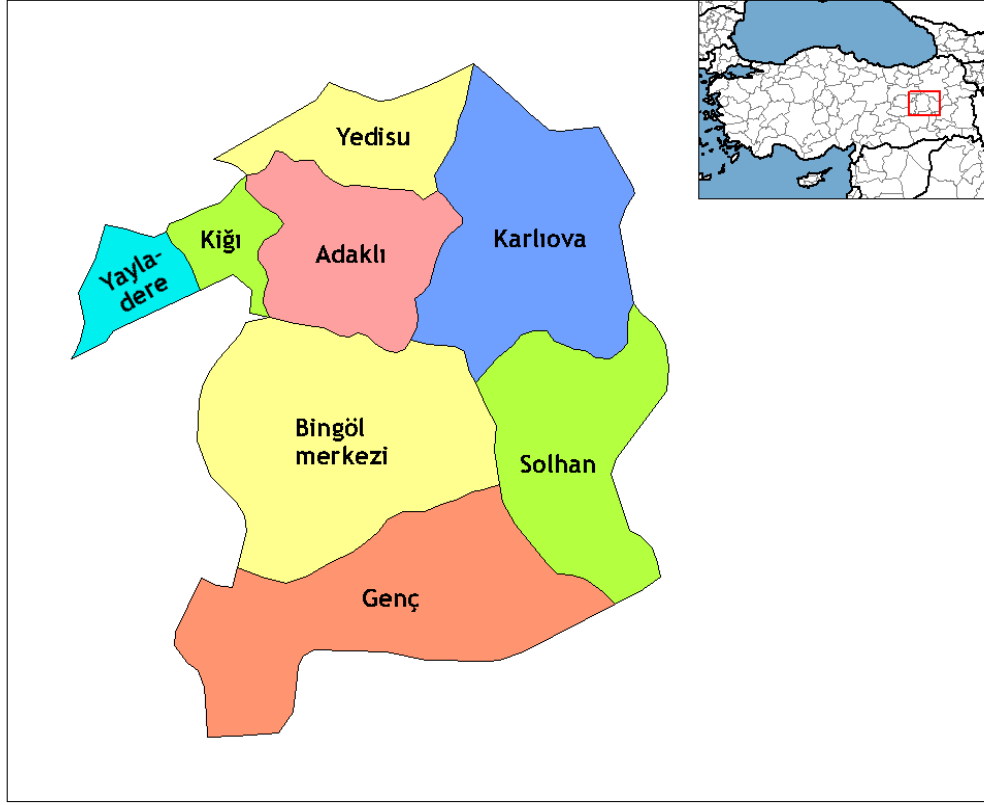 Yedisu
Kiğı
Adaklı
Karlıova
Yayla-
dere
Bingöl
merkezi
Solhan
Genç